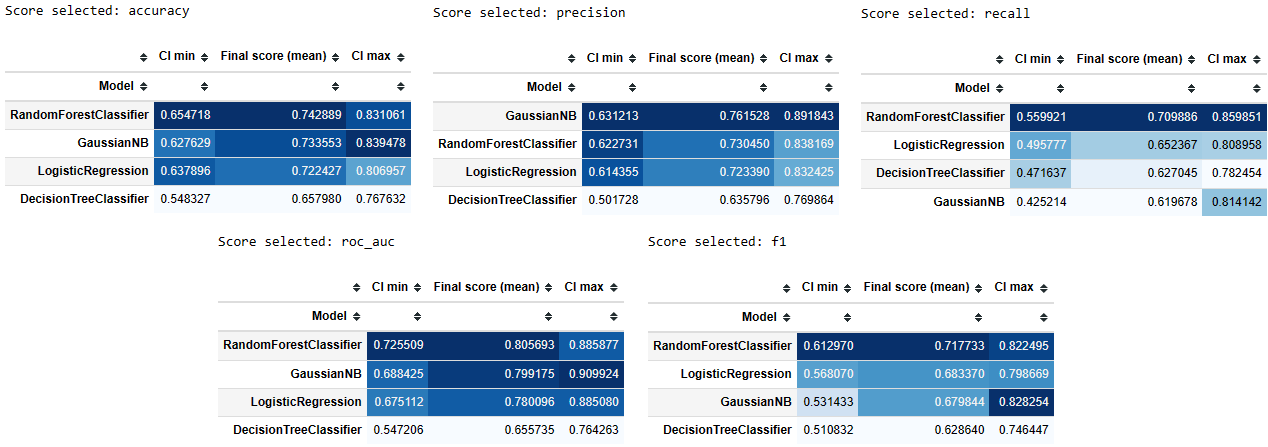 Score selected: accuracy
CI min Final score (mean) CI max
Model
RandomForestClassifier 0.654718 0.742889 0.831061
GaussianNB 0.627629 0.733553 0.839478
LogisticRegression 0.637896 0.722427 0.806957
DecisionTreeClassifier 0.548327 0.657980 0.767632
Score selected: precision
CI min Final score (mean) CI max
Model
GaussianNB 0.631213 0.761528 0.891843
RandomForestClassifier 0.622731 0.730450 0.838169
LogisticRegression 0.614355 0.723390 0.832425
DecisionTreeClassifier 0.501728 0.635796 0.769864
Score selected: recall
CI min Final score (mean) CI max
Model
RandomForestClassifier 0.559921 0.709886 0.859851
LogisticRegression 0.495777 0.652367 0.808958
DecisionTreeClassifier 0.471637 0.627045 0.782454
GaussianNB 0.425214 0.619678 0.814142
Score selected: roc_auc
CI min Final score (mean) CI max
Model
RandomForestClassifier 0.725509 0.805693 0.885877
GaussianNB 0.688425 0.799175 0.909924
LogisticRegression 0.675112 0.780096 0.885080
DecisionTreeClassifier 0.547206 0.655735 0.764263
Score selected: f1
CI min Final score (mean) CI max
Model
RandomForestClassifier 0.612970 0.717733 0.822495
LogisticRegression 0.568070 0.683370 0.798669
GaussianNB 0.531433 0.679844 0.828254
DecisionTreeClassifier 0.510832 0.628640 0.746447